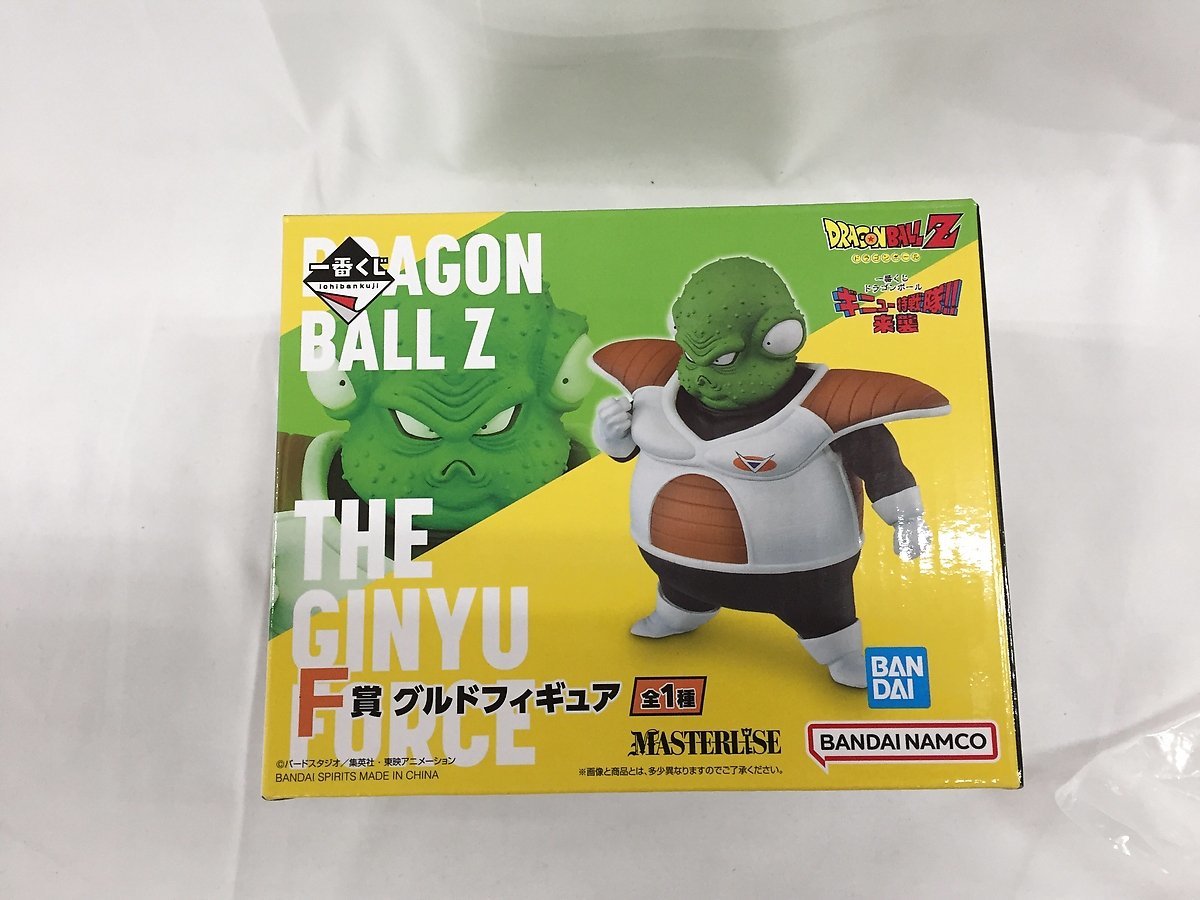 DRAGON
BALL Z
一番くじ
ichibankuji
DRAGONBALL Z
ドラゴンボール
一番くじ
ドラゴンボール
ギニュー特戦隊!!!
来襲
THE
GINYU
FORCE
F賞 グルドフィギュア 全1種
BAN
DAI
MASTERLISE
BANDAI NAMCO
©バードスタジオ/集英社・東映アニメーション
BANDAI SPIRITS MADE IN CHINA
※画像と商品とは、多少異なりますのでご了承ください。